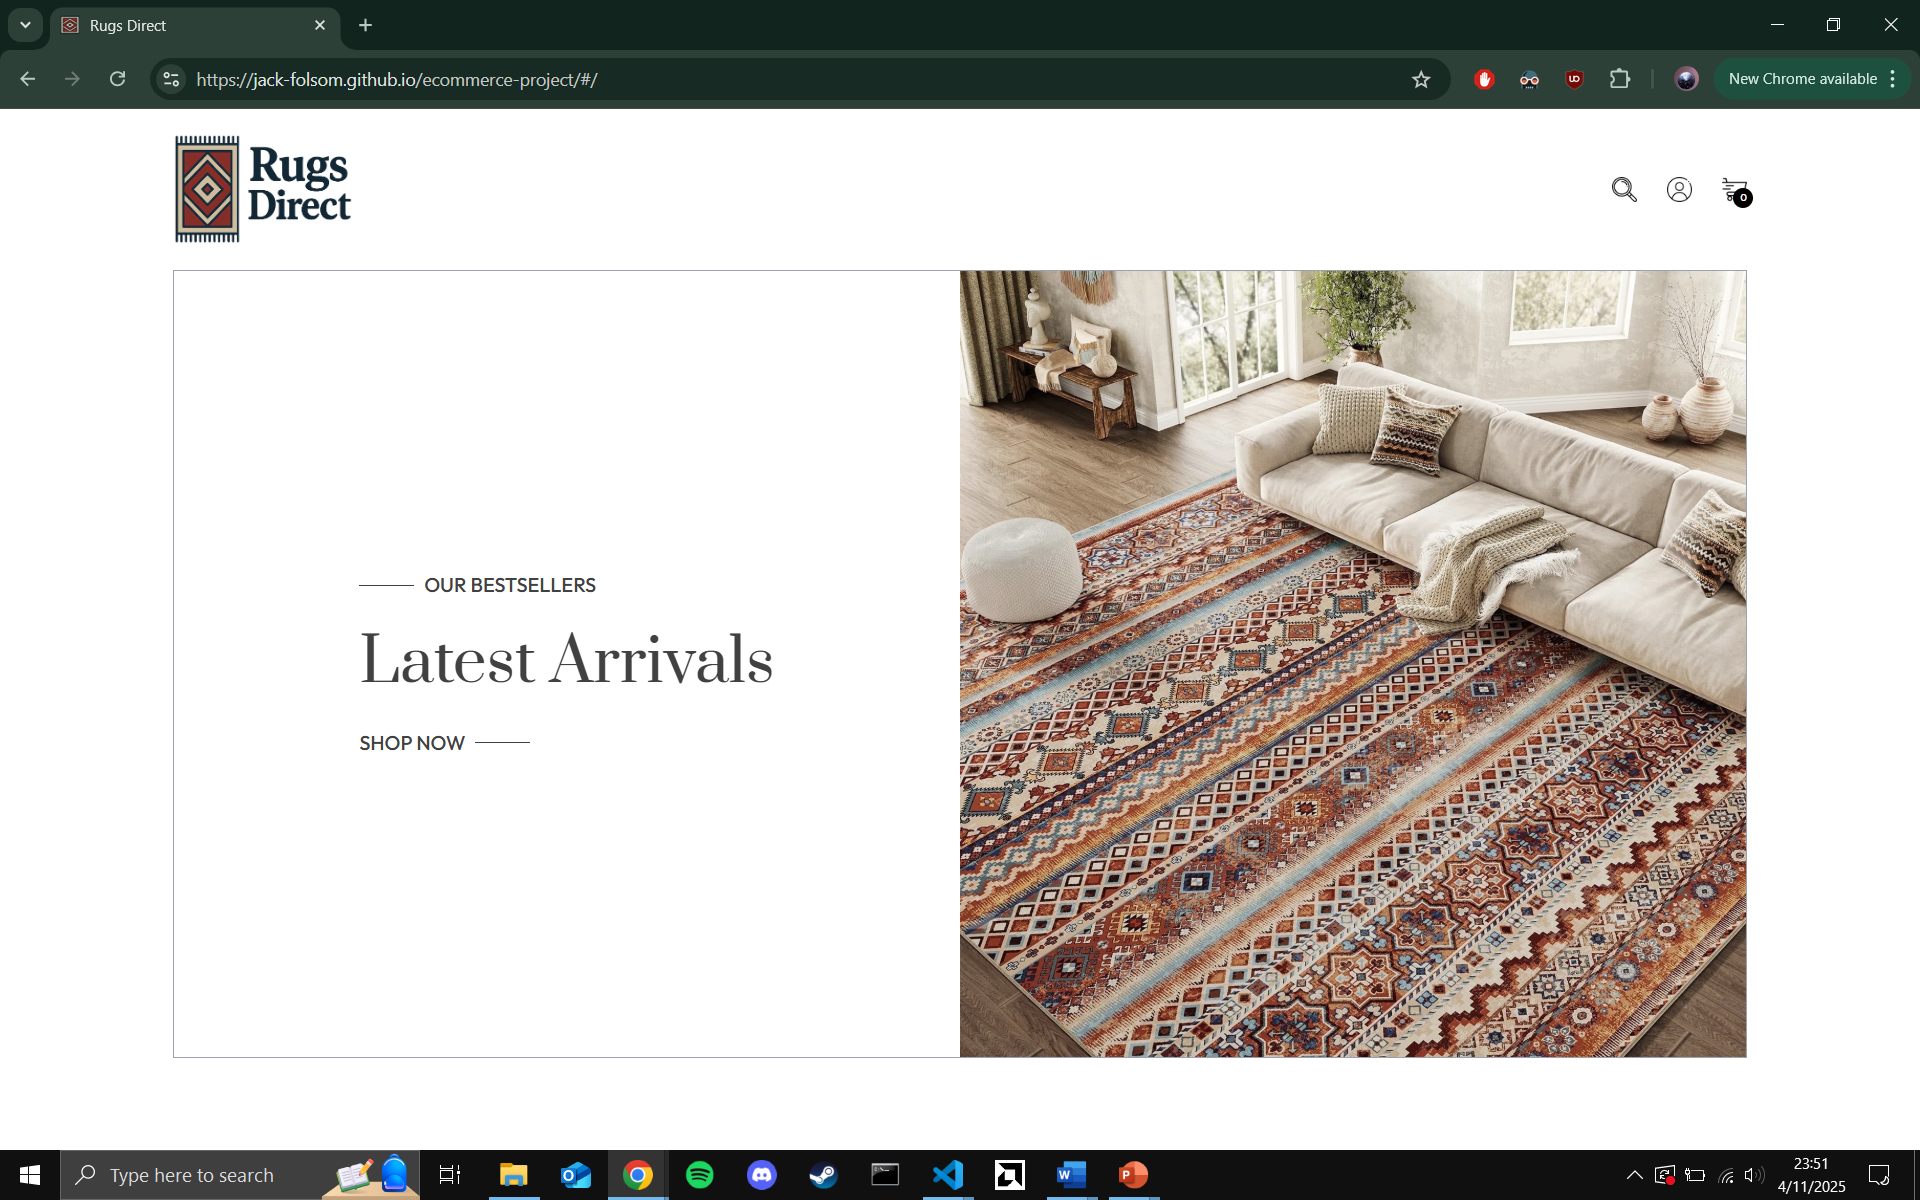 Rugs Direct
https://jack-folsom.github.io/ecommerce-project/#/
New Chrome available
Rugs
Direct
0
OUR BESTSELLERS
Latest Arrivals
SHOP NOW
Type here to search
23:51
4/11/2025